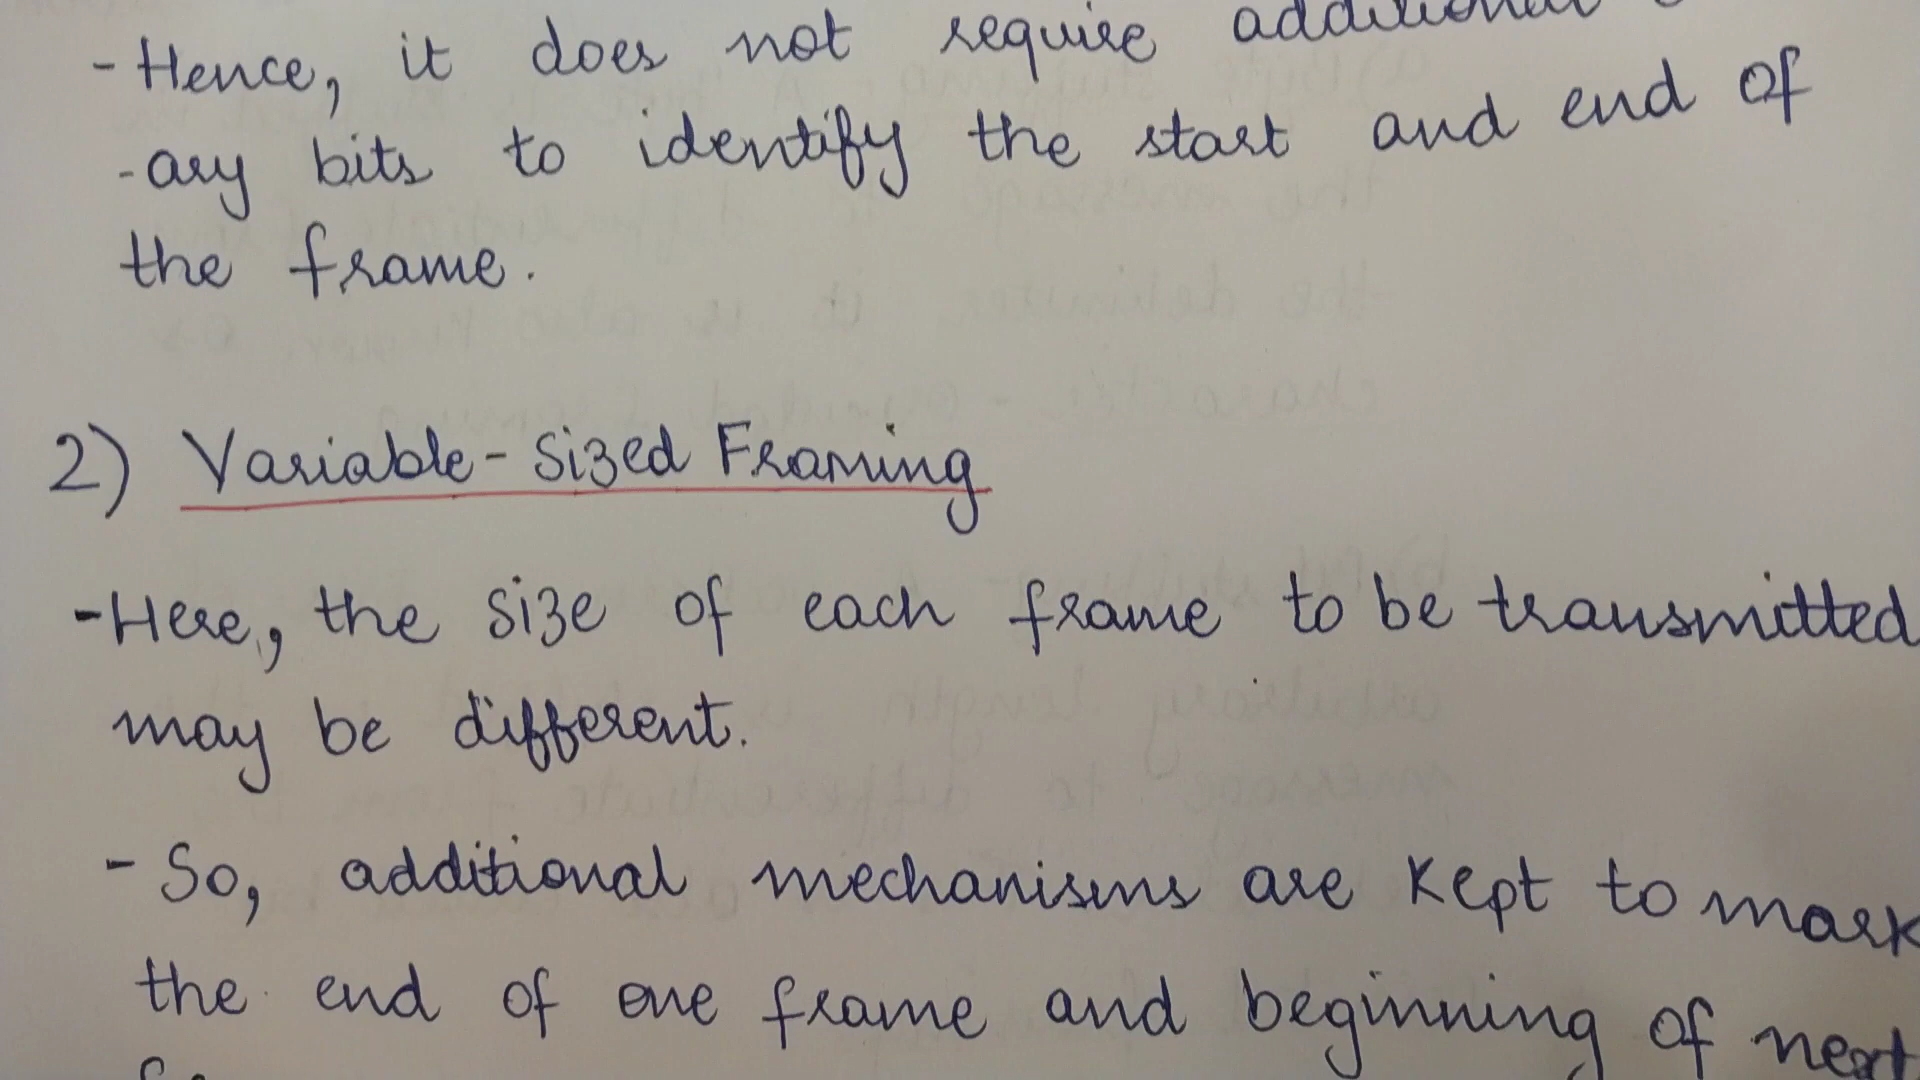 - Hence, it does not require additional
-ary bits to identify the start and end of
the frame.
2) Variable-Sized Framing
- Here, the size of each frame to be transmitted
may be different.
- So, additional mechanisms are kept to mark
the end of one frame and beginning of next